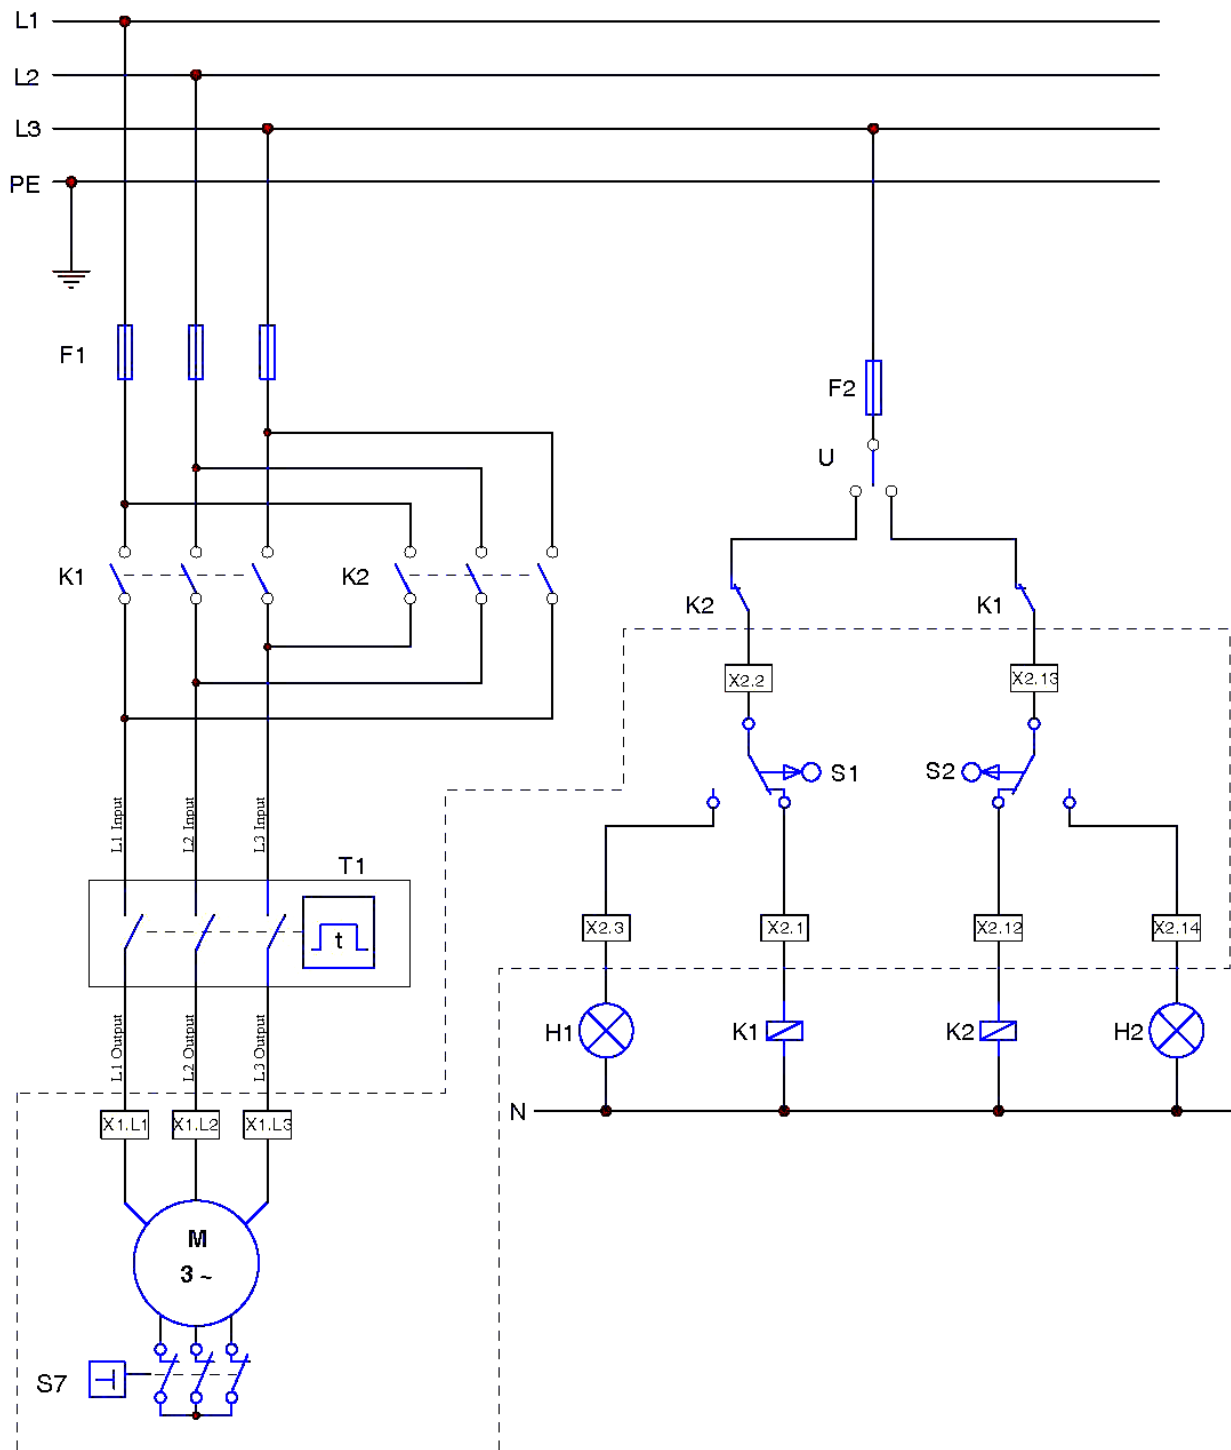 L1
L2
L3
PE
F1
F2
U
K1
K2
K2
K1
X2.2
X2.13
S1
S2
L1 Input
L2 Input
L3 Input
T1
t
X2.3
X2.1
X2.12
X2.14
L1 Output
L2 Output
L3 Output
H1
K1
K2
H2
N
X1.L1
X1.L2
X1.L3
M
3 ~
S7